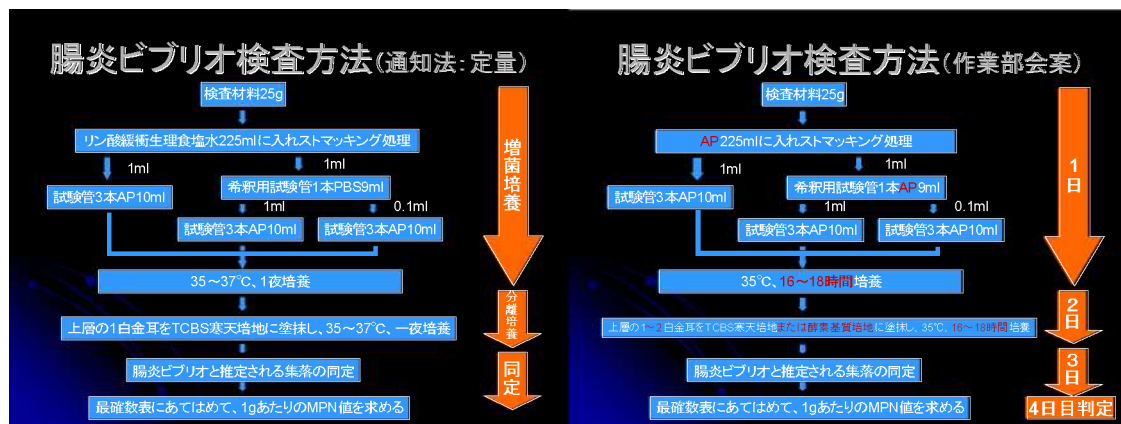 腸炎ビブリオ検査方法(通知法:定量)
検査材料25g
リン酸緩衝生理食塩水225mlに入れストマッキング処理
1ml
1ml
試験管3本AP10ml
希釈用試験管1本PBS9ml
1ml
0.1ml
試験管3本AP10ml
試験管3本AP10ml
35～37℃、1夜培養
上層の1白金耳をTCBS寒天培地に塗抹し、35～37℃、一夜培養
腸炎ビブリオと推定される集落の同定
最確数表にあてはめて、1gあたりのMPN値を求める
増菌培養
分離培養
同定
腸炎ビブリオ検査方法(作業部会案)
検査材料25g
AP225mlに入れストマッキング処理
1ml
1ml
試験管3本AP10ml
希釈用試験管1本AP9ml
1ml
0.1ml
試験管3本AP10ml
試験管3本AP10ml
35℃、16～18時間培養
上層の1～2白金耳をTCBS寒天培地または酵素基質培地に塗抹し、35℃、16～18時間培養
腸炎ビブリオと推定される集落の同定
最確数表にあてはめて、1gあたりのMPN値を求める
1日
2日
3日
4日目判定